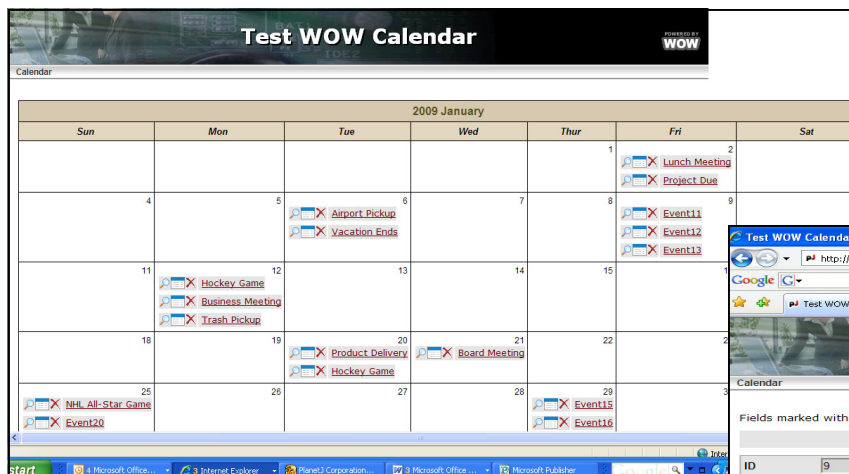 Test WOW Calendar
POWERED BY
WOW
Calendar
2009 January
Sun Mon Tue Wed Thur Fri Sat
1 2
Lunch Meeting
Project Due
4 5 6 7 8 9
Airport Pickup Event11
Vacation Ends Event12
Event13
11 12 13 14 15
Hockey Game
Business Meeting
Trash Pickup
18 19 20 21 22
Product Delivery Board Meeting
Hockey Game
25 26 27 28 29
NHL All-Star Game Event15
Event20 Event16
Test WOW Calenda
http://
Google G
Test WOW
Calendar
Fields marked with
ID 9
start 4 Microsoft Office... 3 Internet Explorer PlanetJ Corporation... 3 Microsoft Office ... Microsoft Publisher